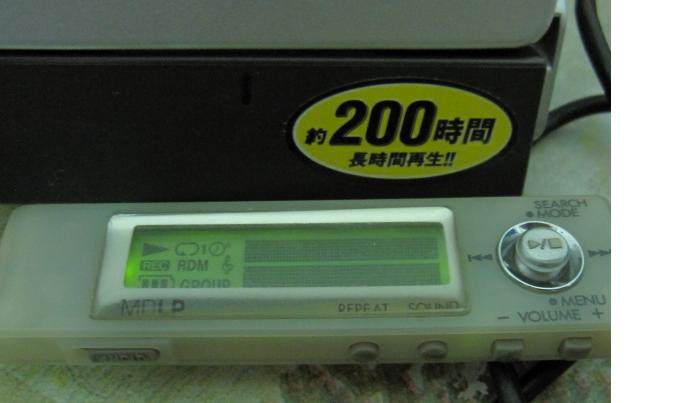 約200時間
長時間再生!!
SEARCH
MODE
1
REC RDM
GROUP
MDLP
REPEAT SOUND
MENU
− VOLUME +